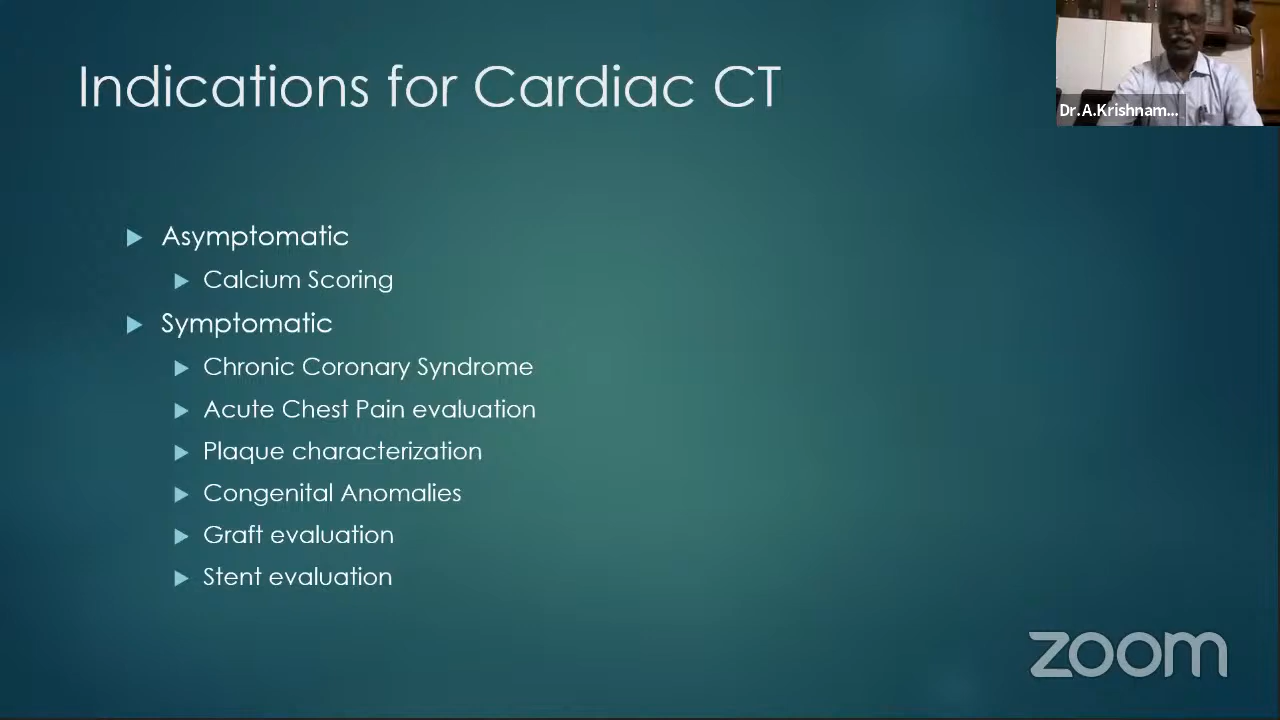 Indications for Cardiac CT
Dr.A.Krishnam...
Asymptomatic
Calcium Scoring
Symptomatic
Chronic Coronary Syndrome
Acute Chest Pain evaluation
Plaque characterization
Congenital Anomalies
Graft evaluation
Stent evaluation
zoom